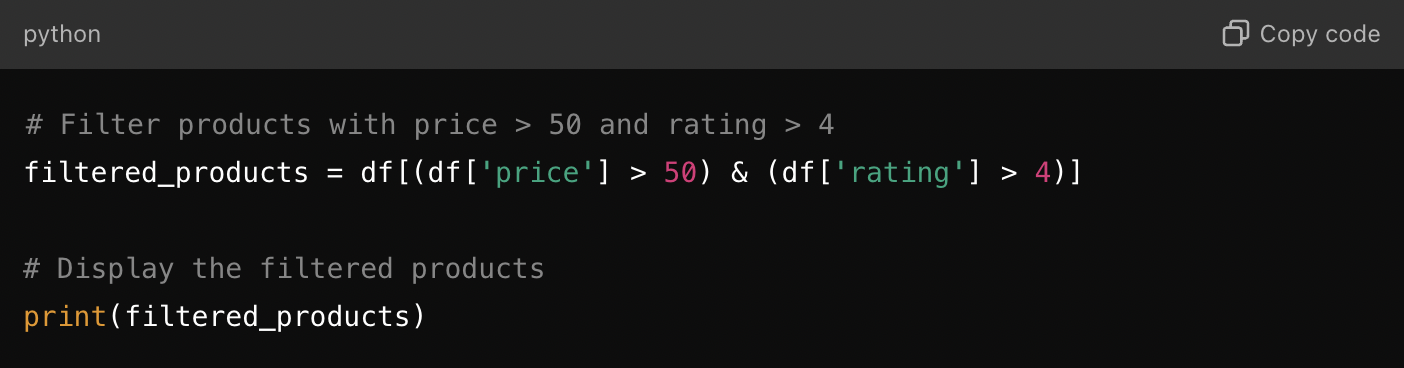 python
Copy code
# Filter products with price > 50 and rating > 4
filtered_products = df[(df['price'] > 50) & (df['rating'] > 4)]
# Display the filtered products
print(filtered_products)